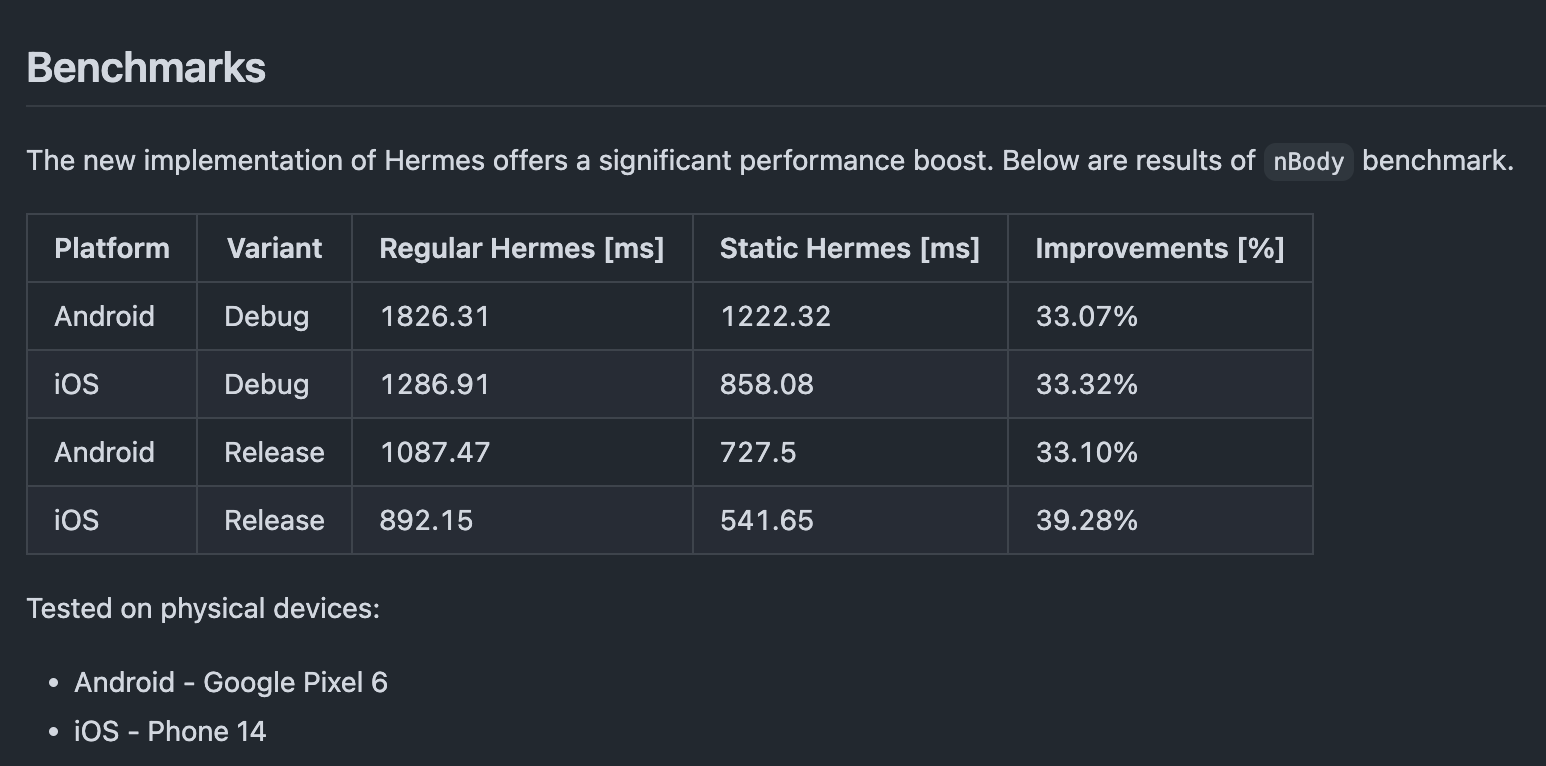 Benchmarks
The new implementation of Hermes offers a significant performance boost. Below are results of nBody benchmark.
Platform Variant Regular Hermes [ms] Static Hermes [ms] Improvements [%]
Android Debug 1826.31 1222.32 33.07%
iOS Debug 1286.91 858.08 33.32%
Android Release 1087.47 727.5 33.10%
iOS Release 892.15 541.65 39.28%
Tested on physical devices:
• Android - Google Pixel 6
• iOS - Phone 14